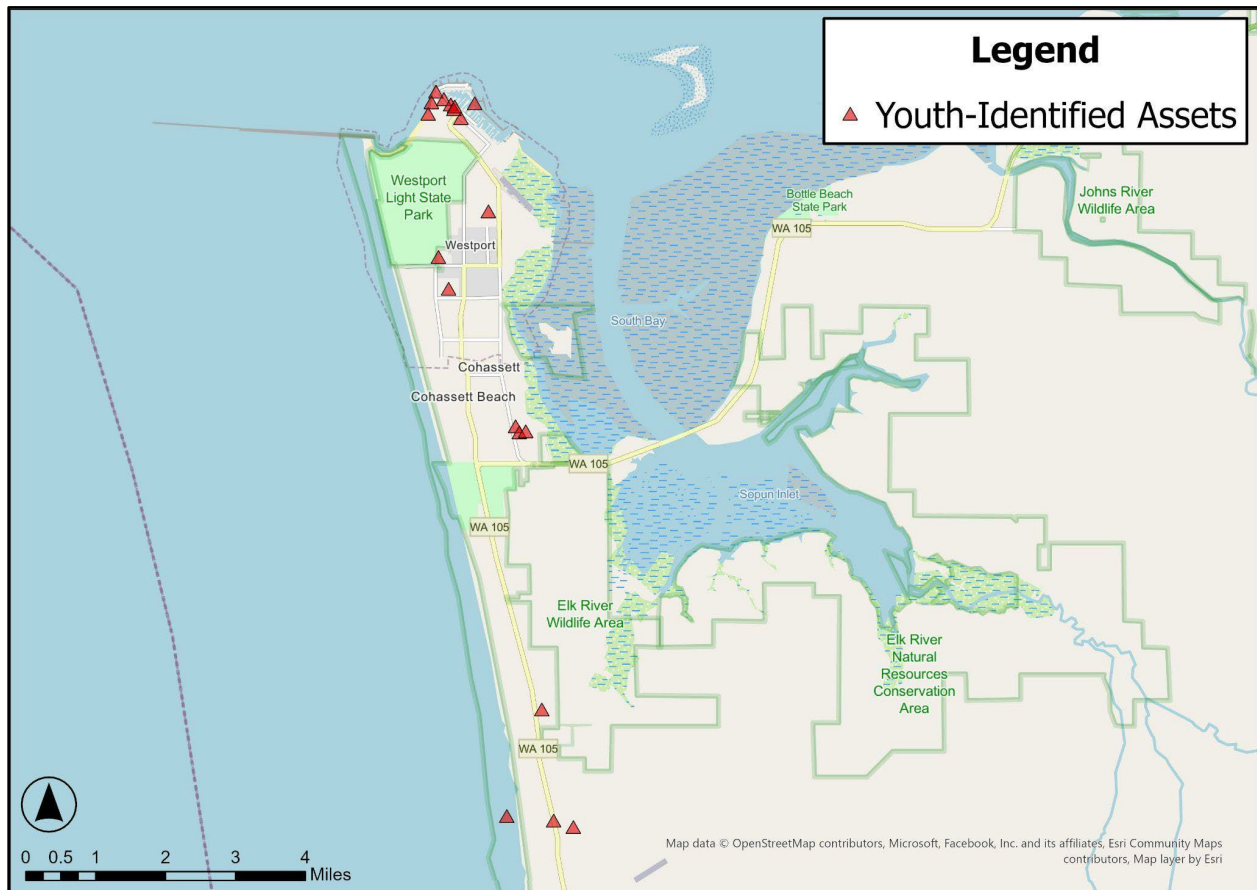 Legend
Youth-Identified Assets
Westport
Light State
Park
Bottle Beach
State Park
Johns River
Wildlife Area
WA 105
Westport
South Bay
Cohassett
Cohassett Beach
WA 105
Sopun Inlet
WA 105
Elk River
Wildlife Area
Elk River
Natural
Resources
Conservation
Area
WA 105
Map data © OpenStreetMap contributors, Microsoft, Facebook, Inc. and its affiliates, Esri Community Maps
contributors, Map layer by Esri
0 0.5 1 2 3 4
Miles